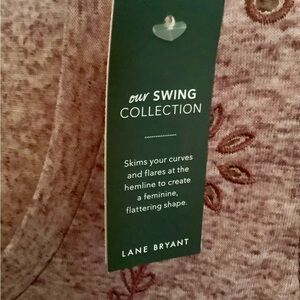 our SWING
COLLECTION
Skims your curves
and flares at the
hemline to create
a feminine,
flattering shape.
LANE BRYANT